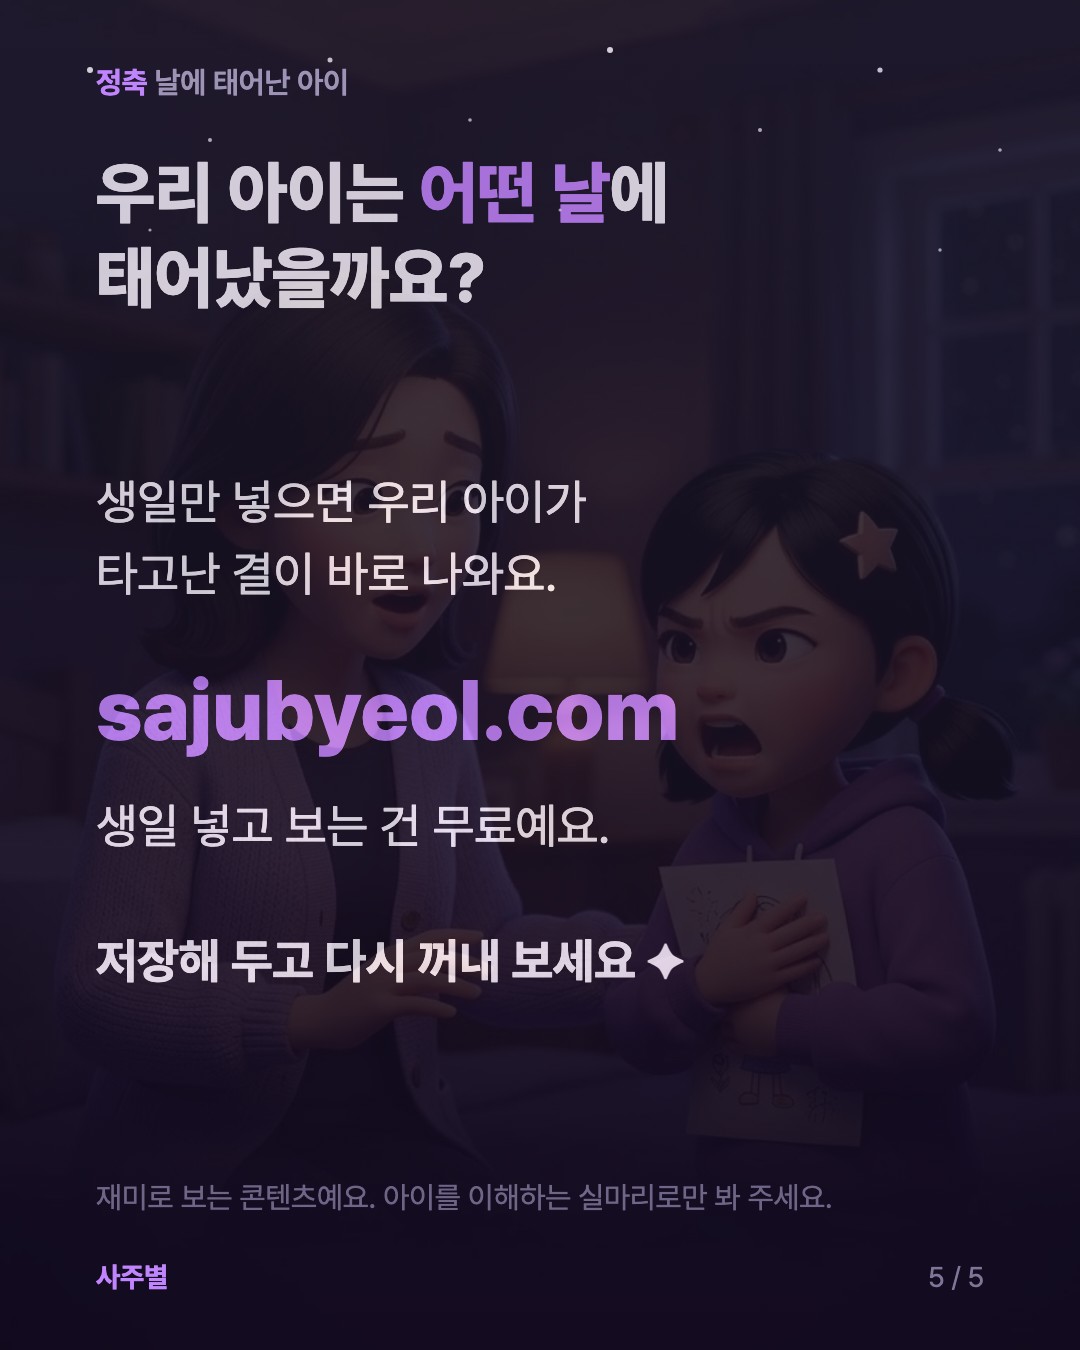 정축 날에 태어난 아이
우리 아이는 어떤 날에
태어났을까요?
생일만 넣으면 우리 아이가
타고난 결이 바로 나와요.
sajubyeol.com
생일 넣고 보는 건 무료예요.
저장해 두고 다시 꺼내 보세요 ✦
재미로 보는 콘텐츠예요. 아이를 이해하는 실마리로만 봐 주세요.
사주별
5 / 5